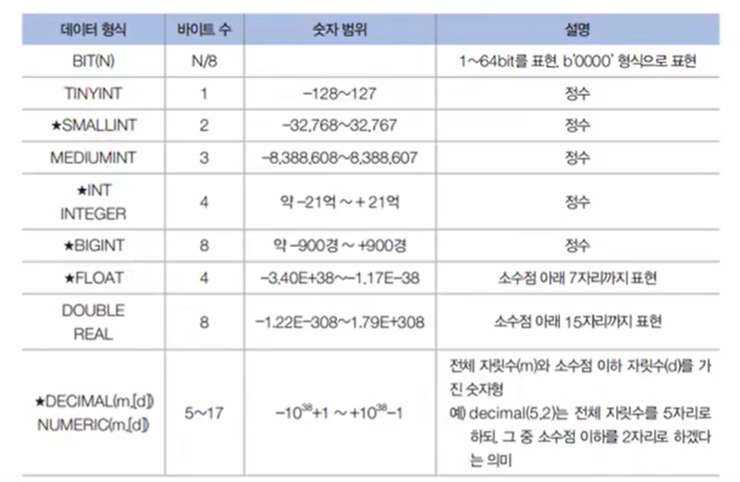 데이터 형식 바이트 수 숫자 범위 설명
BIT(N) N/8 1~64bit를 표현. b'0000' 형식으로 표현
TINYINT 1 -128~127 정수
★SMALLINT 2 -32,768~32,767 정수
MEDIUMINT 3 -8,388,608~8,388,607 정수
★INT
INTEGER 4 약 -21억 ~ +21억 정수
★BIGINT 8 약 -900경 ~ +900경 정수
★FLOAT 4 -3.40E+38~-1.17E-38 소수점 아래 7자리까지 표현
DOUBLE
REAL 8 -1.22E-308~1.79E+308 소수점 아래 15자리까지 표현
★DECIMAL(m,[d])
NUMERIC(m,[d]) 5~17 -10³⁸+1 ~ +10³⁸-1
전체 자릿수(m)와 소수점 이하 자릿수(d)를 가
진 숫자형
예) decimal(5,2)는 전체 자릿수를 5자리로
하되, 그 중 소수점 이하를 2자리로 하겠다
는 의미